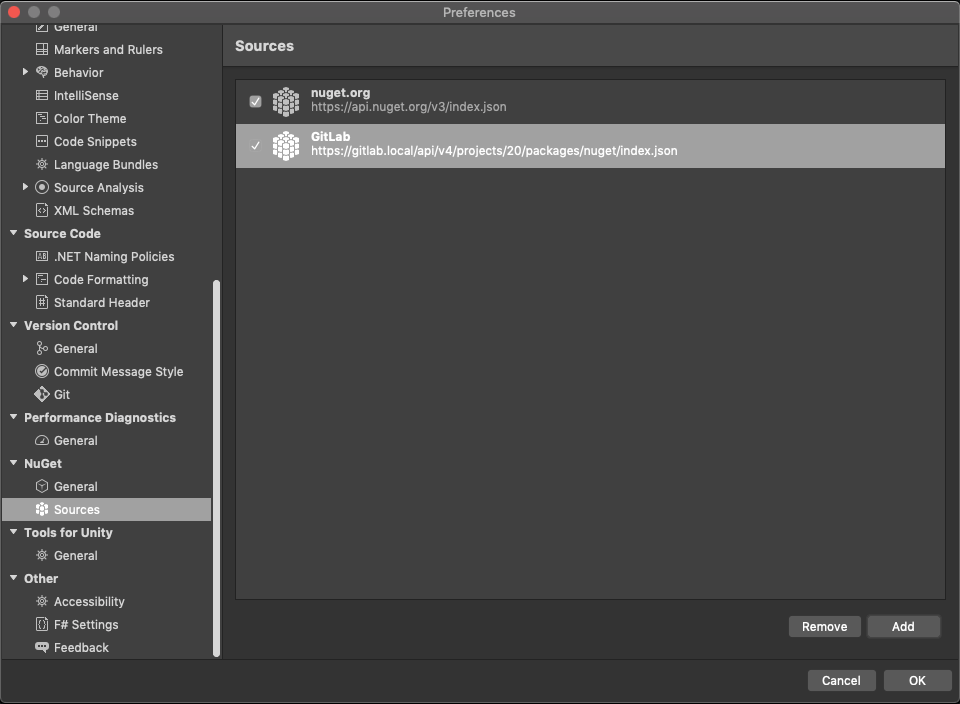 Preferences
General
Markers and Rulers
Behavior
IntelliSense
Color Theme
Code Snippets
Language Bundles
Source Analysis
XML Schemas
Source Code
.NET Naming Policies
Code Formatting
Standard Header
Version Control
General
Commit Message Style
Git
Performance Diagnostics
General
NuGet
General
Sources
Tools for Unity
General
Other
Accessibility
F# Settings
Feedback
Sources
nuget.org
https://api.nuget.org/v3/index.json
GitLab
https://gitlab.local/api/v4/projects/20/packages/nuget/index.json
Remove
Add
Cancel
OK